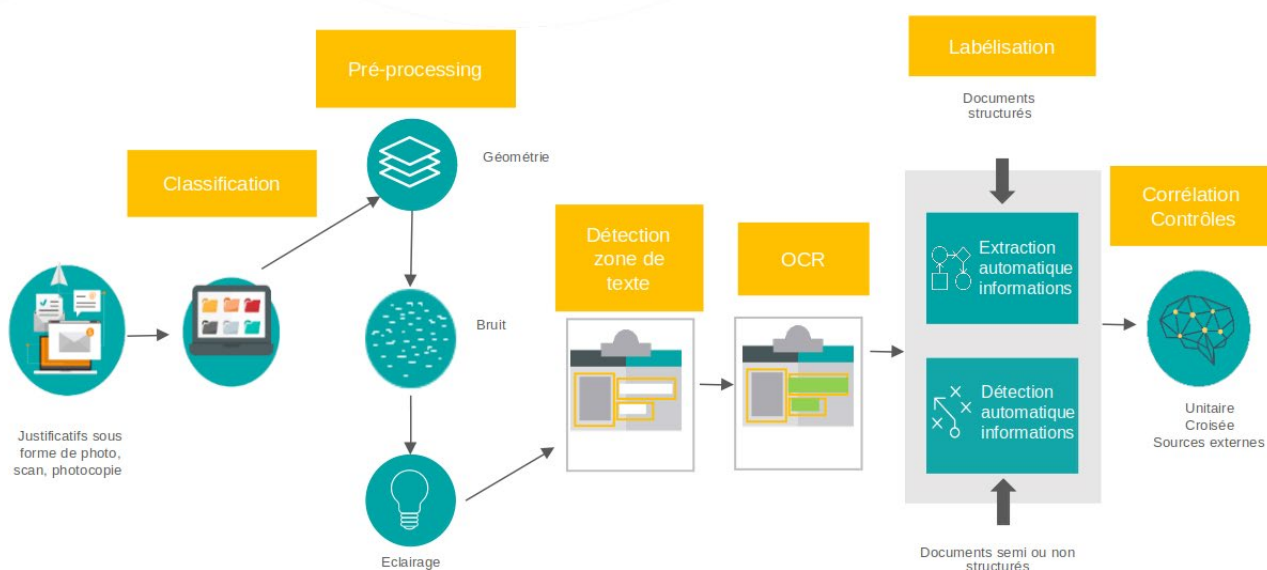 Justificatifs sous
forme de photo,
scan, photocopie
Classification
Pré-processing
Géométrie
Bruit
Eclairage
Détection
zone de
texte
OCR
Labélisation
Documents
structurés
Extraction
automatique
informations
Détection
automatique
informations
Documents semi ou non
structurés
Corrélation
Contrôles
Unitaire
Croisée
Sources externes